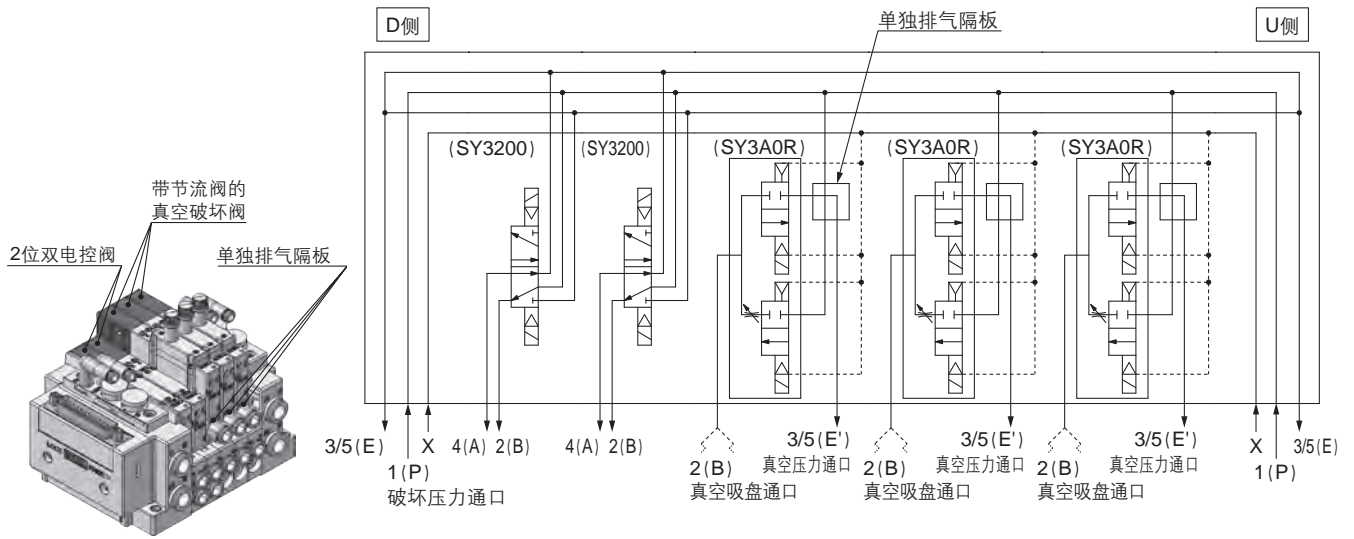 D侧
单独排气隔板
U侧
(SY3200)
(SY3200)
(SY3A0R)
(SY3A0R)
(SY3A0R)
带节流阀的
真空破坏阀
2位双电控阀
单独排气隔板
3/5(E)
X
4(A)
2(B)
4(A)
2(B)
3/5(E')
3/5(E')
3/5(E')
X
3/5(E)
1(P)
2(B)
真空压力通口
2(B)
真空压力通口
2(B)
真空压力通口
1(P)
破坏压力通口
真空吸盘通口
真空吸盘通口
真空吸盘通口